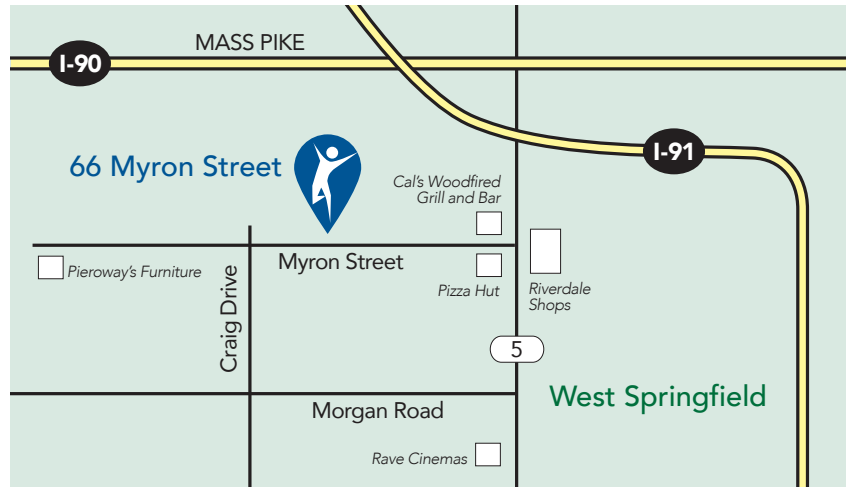 MASS PIKE
I-90
I-91
66 Myron Street
Cal's Woodfired
Grill and Bar
Myron Street
Pieroway's Furniture
Pizza Hut
Riverdale
Shops
Craig Drive
5
West Springfield
Morgan Road
Rave Cinemas